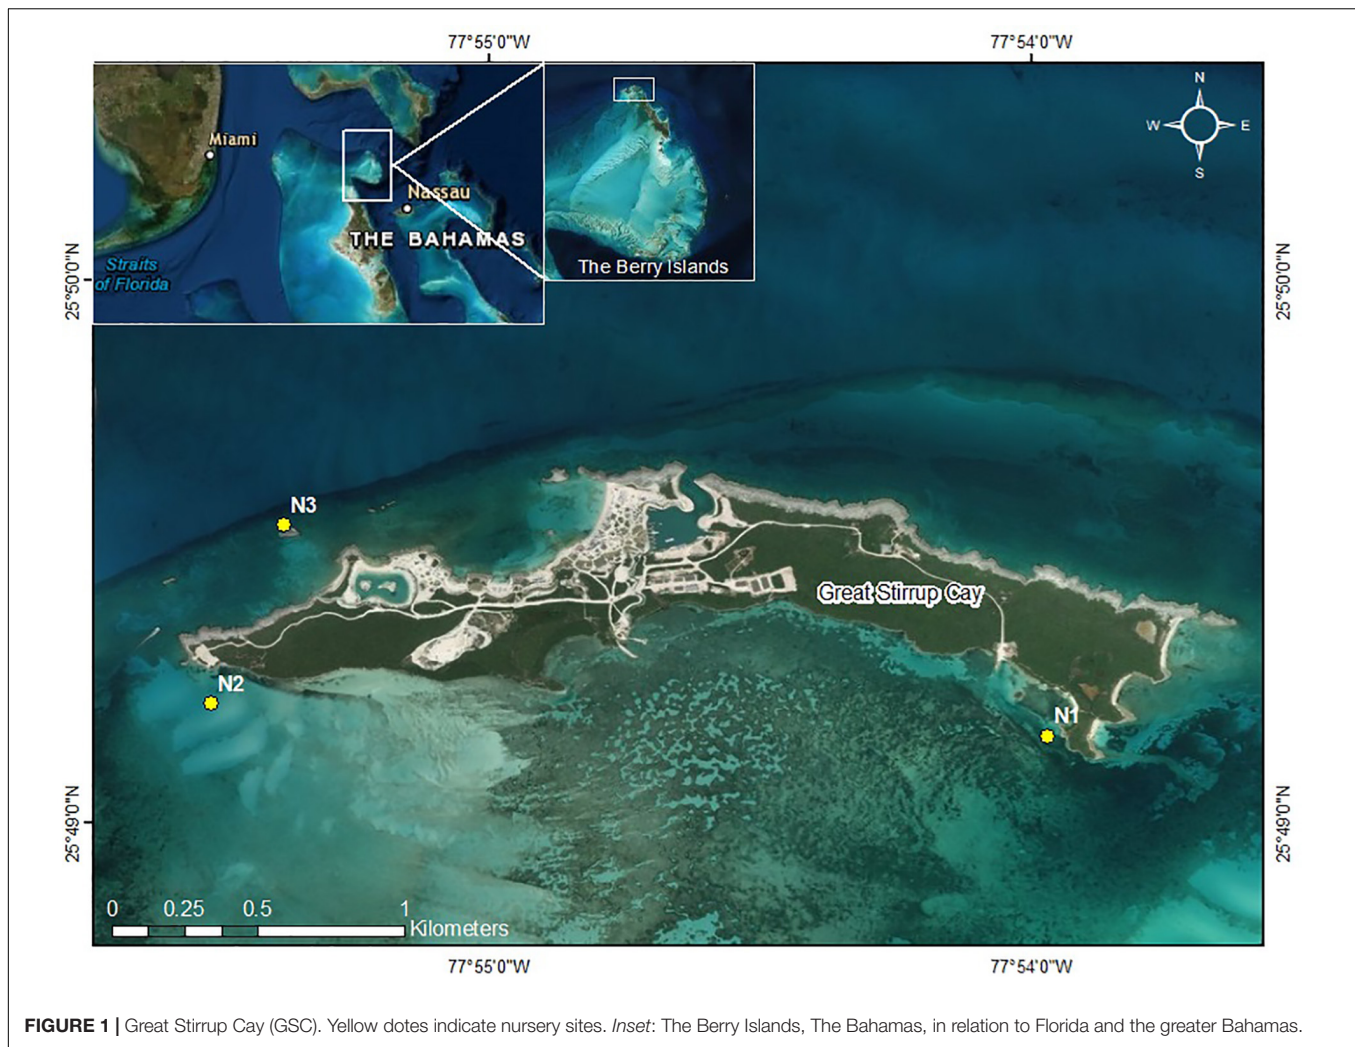 77°55'0"W 77°54'0"W
N
W E
S
Miami
Nassau
THE BAHAMAS
Straits
of Florida
The Berry Islands
25°50'0"N 25°50'0"N
N3
Great Stirrup Cay
N2
N1
25°49'0"N 25°49'0"N
0 0.25 0.5 1
Kilometers
77°55'0"W 77°54'0"W
FIGURE 1 | Great Stirrup Cay (GSC). Yellow dotes indicate nursery sites. Inset: The Berry Islands, The Bahamas, in relation to Florida and the greater Bahamas.